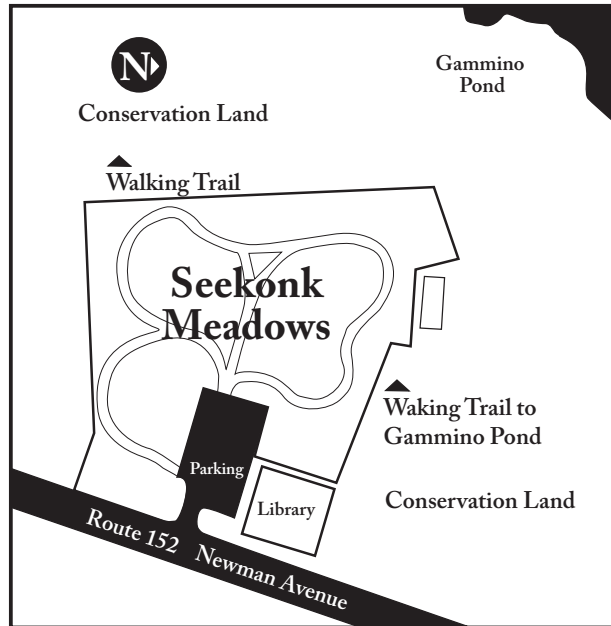 N
Gammino
Pond
Conservation Land
Walking Trail
Seekonk
Meadows
Waking Trail to
Gammino Pond
Parking
Library
Conservation Land
Route 152 Newman Avenue